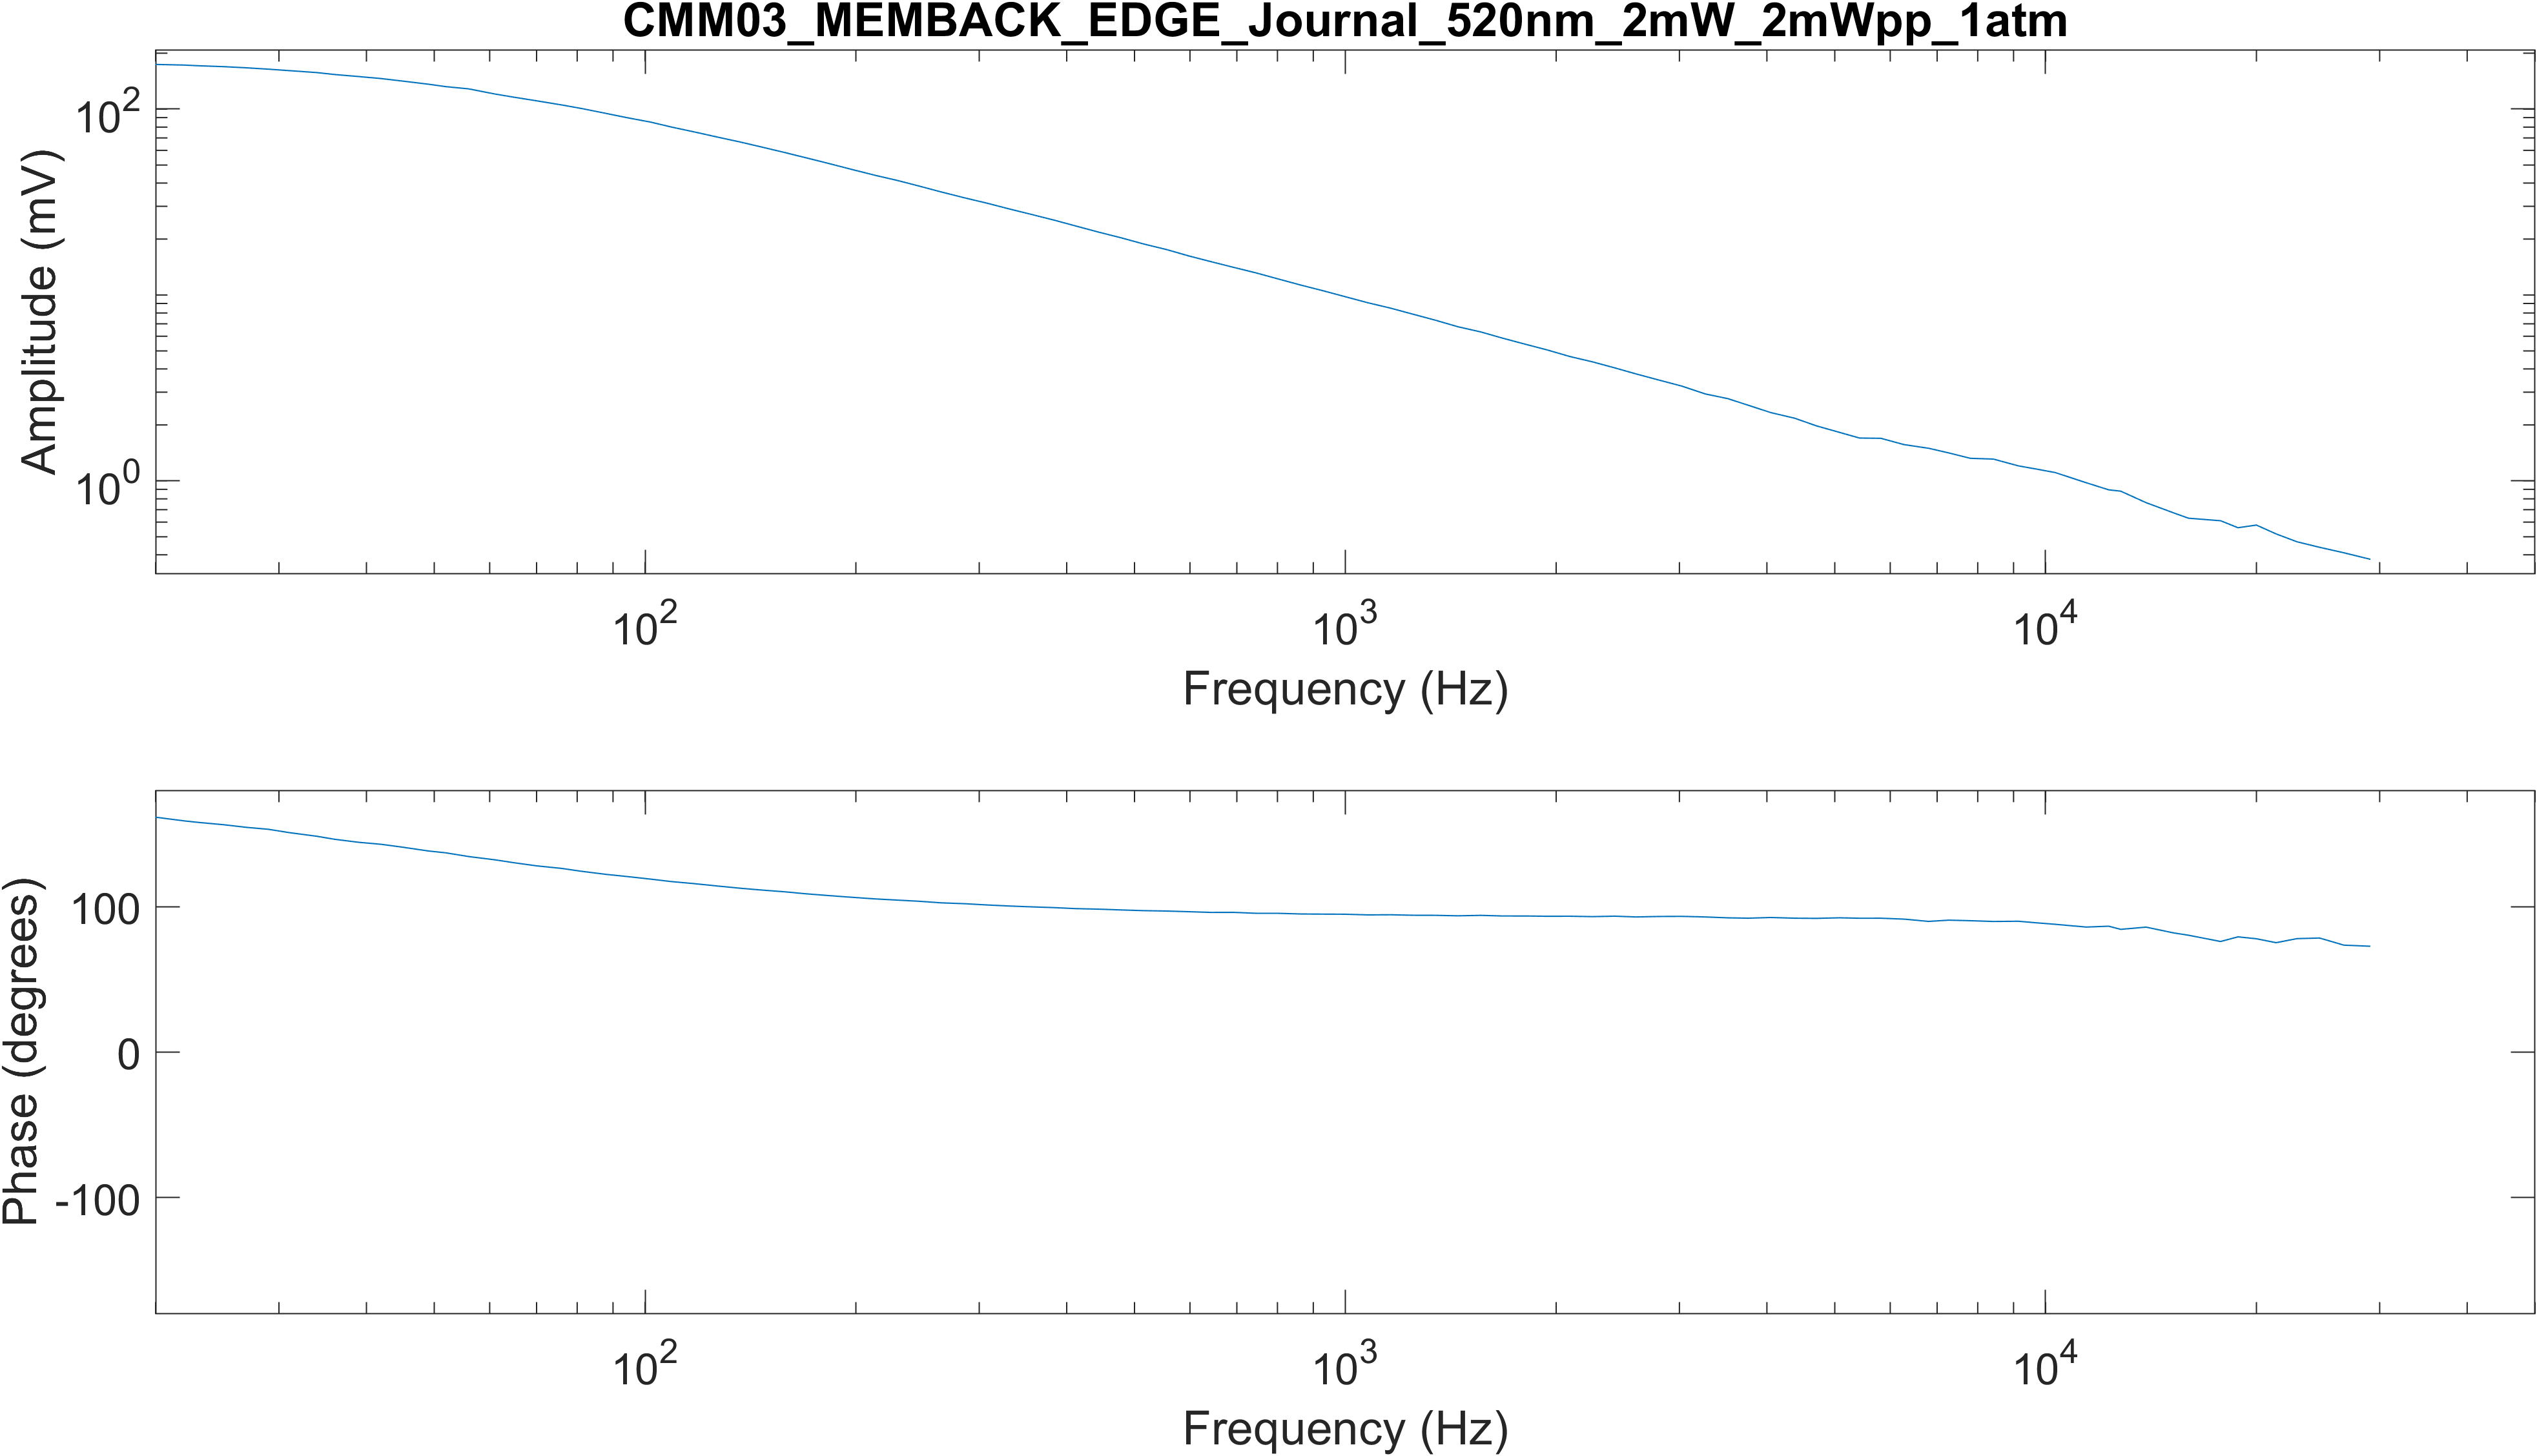 CMM03_MEMBACK_EDGE_Journal_520nm_2mW_2mWpp_1atm
Amplitude (mV)
10^2
10^0
10^2
10^3
10^4
Frequency (Hz)
Phase (degrees)
100
0
-100
10^2
10^3
10^4
Frequency (Hz)